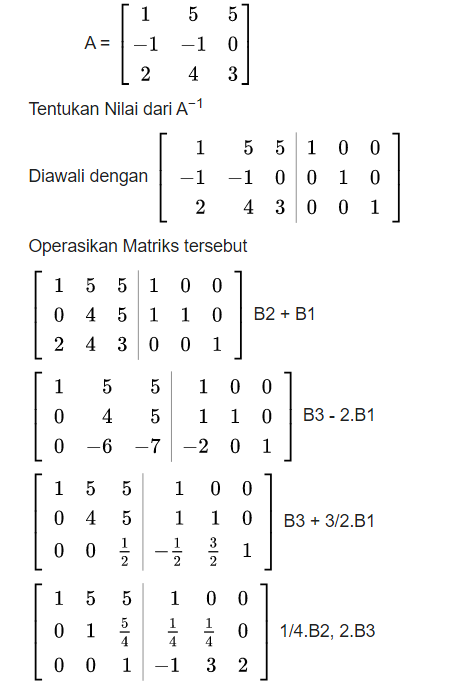 A = [ 1 5 5
−1 −1 0
2 4 3 ]
Tentukan Nilai dari A⁻¹
Diawali dengan [ 1 5 5 | 1 0 0
−1 −1 0 | 0 1 0
2 4 3 | 0 0 1 ]
Operasikan Matriks tersebut
[ 1 5 5 | 1 0 0
0 4 5 | 1 1 0
2 4 3 | 0 0 1 ] B2 + B1
[ 1 5 5 | 1 0 0
0 4 5 | 1 1 0
0 −6 −7 | −2 0 1 ] B3 - 2.B1
[ 1 5 5 | 1 0 0
0 4 5 | 1 1 0
0 0 1/2 | −1/2 3/2 1 ] B3 + 3/2.B1
[ 1 5 5 | 1 0 0
0 1 5/4 | 1/4 1/4 0
0 0 1 | −1 3 2 ] 1/4.B2, 2.B3